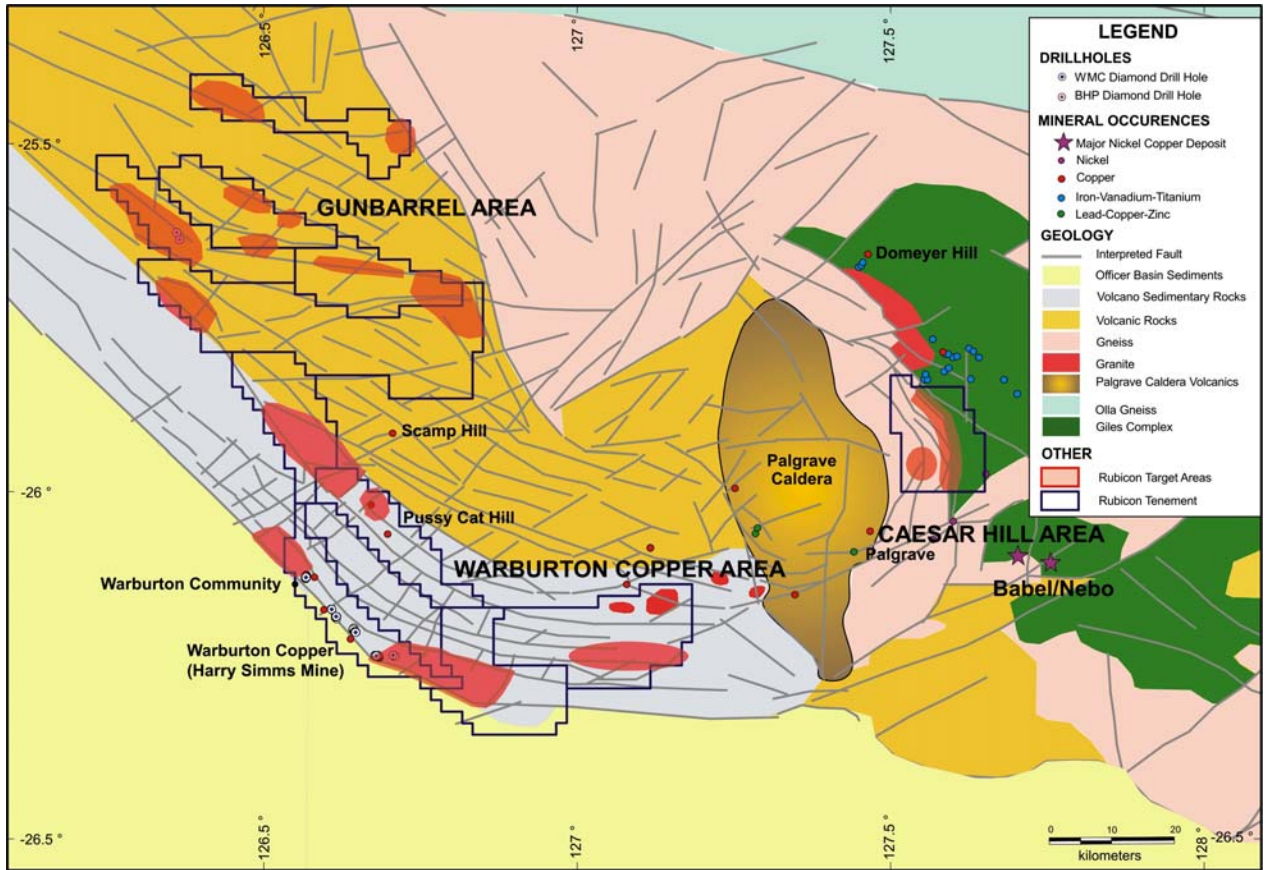 126.5 °
127 °
127.5 °
-25.5 °
-26 °
-26.5 °
GUNBARREL AREA
Domeyer Hill
Scamp Hill
Pussy Cat Hill
Palgrave
Caldera
CAESAR HILL AREA
Palgrave
WARBURTON COPPER AREA
Babel/Nebo
Warburton Community
Warburton Copper
(Harry Simms Mine)
126.5 °
127 °
127.5 °
128 °
-26.5 °
0 10 20
kilometers
LEGEND
DRILLHOLES
WMC Diamond Drill Hole
BHP Diamond Drill Hole
MINERAL OCCURENCES
Major Nickel Copper Deposit
Nickel
Copper
Iron-Vanadium-Titanium
Lead-Copper-Zinc
GEOLOGY
Interpreted Fault
Officer Basin Sediments
Volcano Sedimentary Rocks
Volcanic Rocks
Gneiss
Granite
Palgrave Caldera Volcanics
Olla Gneiss
Giles Complex
OTHER
Rubicon Target Areas
Rubicon Tenement